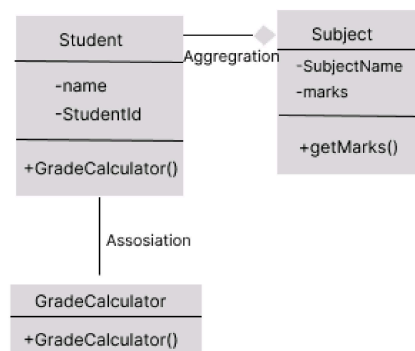 Student
-name
-StudentId
+GradeCalculator()
Aggregration
Subject
-SubjectName
-marks
+getMarks()
Assosiation
GradeCalculator
+GradeCalculator()